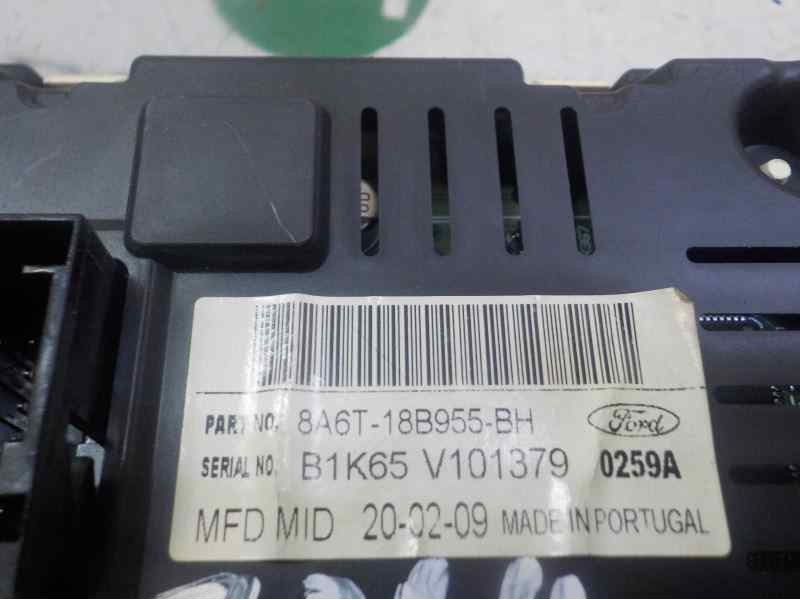 PART NO. 8A6T-18B955-BH Ford
SERIAL NO. B1K65 V101379 0259A
MFD MID 20-02-09 MADE IN PORTUGAL